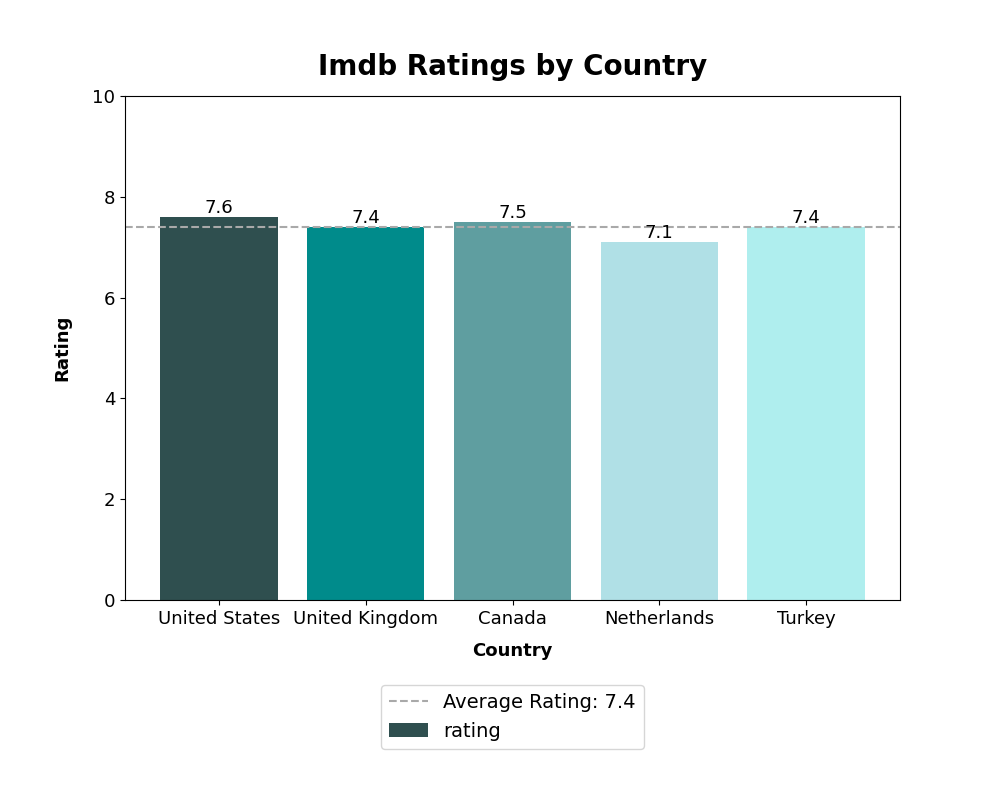 Imdb Ratings by Country
10
8
6
4
2
0
Rating
7.6
7.4
7.5
7.1
7.4
United States
United Kingdom
Canada
Netherlands
Turkey
Country
Average Rating: 7.4
rating